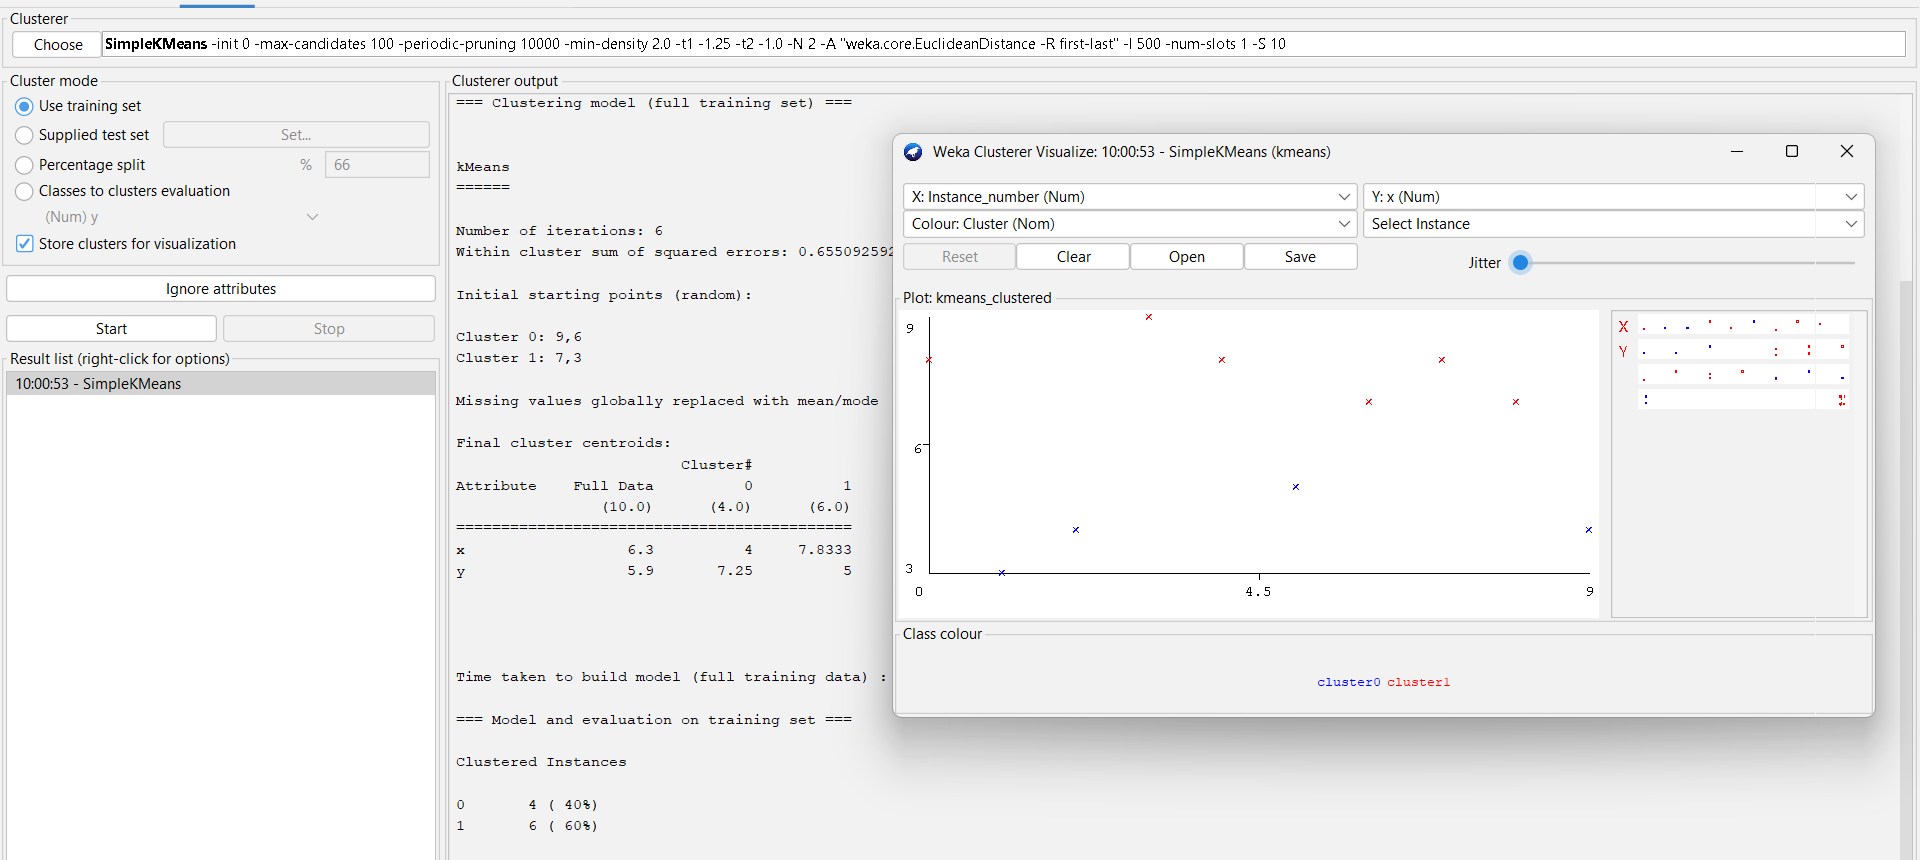 Clusterer
Choose SimpleKMeans -init 0 -max-candidates 100 -periodic-pruning 10000 -min-density 2.0 -t1 -1.25 -t2 -1.0 -N 2 -A "weka.core.EuclideanDistance -R first-last" -I 500 -num-slots 1 -S 10
Cluster mode
Use training set
Supplied test set Set...
Percentage split % 66
Classes to clusters evaluation
(Num) y
Store clusters for visualization
Ignore attributes
Start Stop
Result list (right-click for options)
10:00:53 - SimpleKMeans
Clusterer output
=== Clustering model (full training set) ===
kMeans
======
Number of iterations: 6
Within cluster sum of squared errors: 0.655092592
Initial starting points (random):
Cluster 0: 9,6
Cluster 1: 7,3
Missing values globally replaced with mean/mode
Final cluster centroids:
Cluster#
Attribute Full Data 0 1
(10.0) (4.0) (6.0)
============================================
x 6.3 4 7.8333
y 5.9 7.25 5
Time taken to build model (full training data) :
=== Model and evaluation on training set ===
Clustered Instances
0 4 ( 40%)
1 6 ( 60%)
Weka Clusterer Visualize: 10:00:53 - SimpleKMeans (kmeans)
X: Instance_number (Num) Y: x (Num)
Colour: Cluster (Nom) Select Instance
Reset Clear Open Save Jitter
Plot: kmeans_clustered
9
6
3
0 4.5 9
X
Y
Class colour
cluster0 cluster1